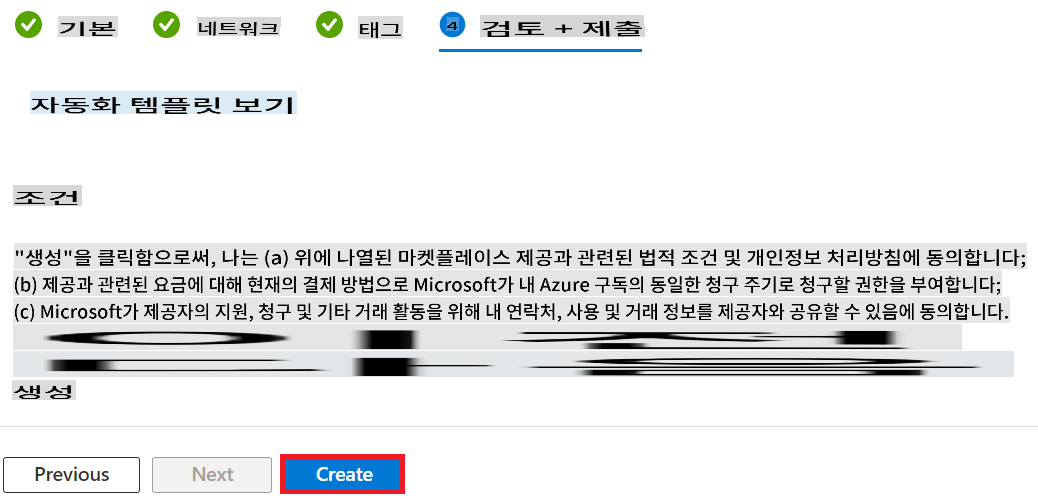 기본 네트워크 태그 4 검토 + 제출
자동화 템플릿 보기
조건
"생성"을 클릭함으로써, 나는 (a) 위에 나열된 마켓플레이스 제공과 관련된 법적 조건 및 개인정보 처리방침에 동의합니다;
(b) 제공과 관련된 요금에 대해 현재의 결제 방법으로 Microsoft가 내 Azure 구독의 동일한 청구 주기로 청구할 권한을 부여합니다;
(c) Microsoft가 제공자의 지원, 청구 및 기타 거래 활동을 위해 내 연락처, 사용 및 거래 정보를 제공자와 공유할 수 있음에 동의합니다.
이전
다음
생성
Previous Next Create